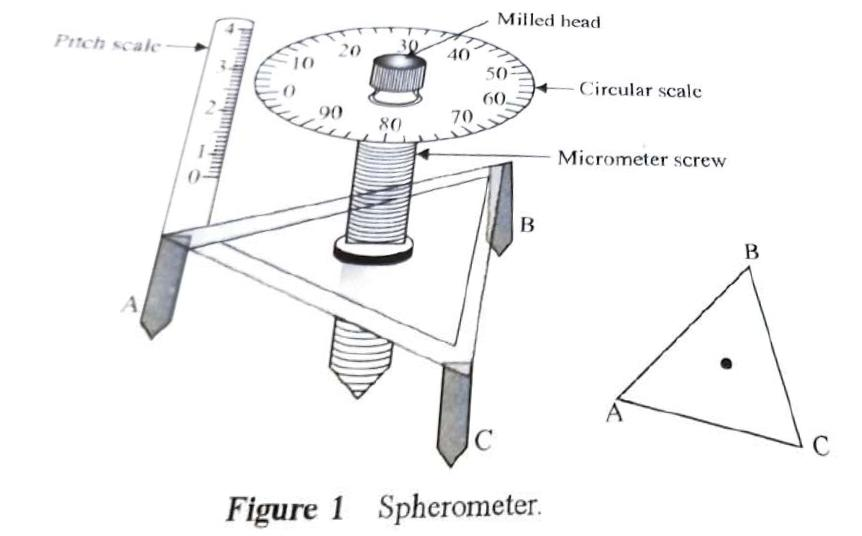 Milled head
Pitch scale
Circular scale
Micrometer screw
4
3
2
1
0
0
10
20
30
40
50
60
70
80
90
A
B
C
B
A
C
Figure 1 Spherometer.